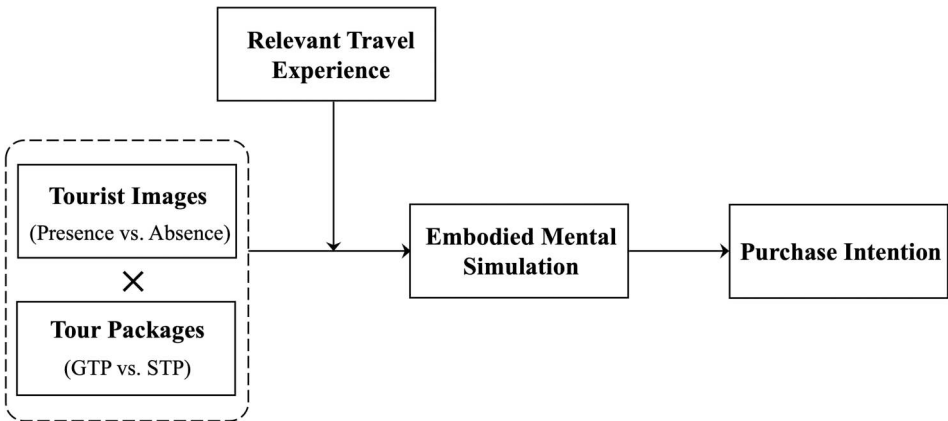 Relevant Travel
Experience
Tourist Images
(Presence vs. Absence)
×
Tour Packages
(GTP vs. STP)
Embodied Mental
Simulation
Purchase Intention